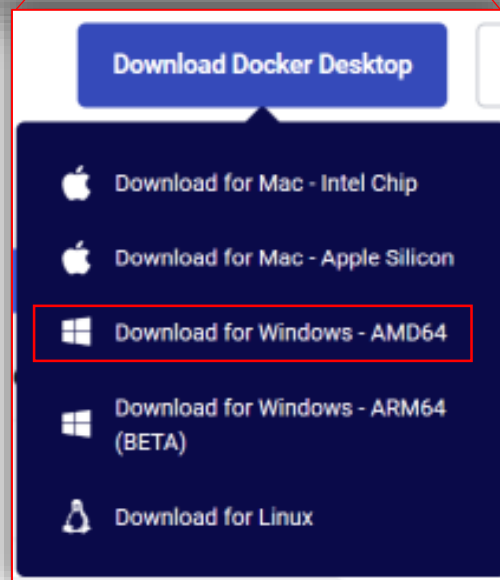 Download Docker Desktop
Download for Mac - Intel Chip
Download for Mac - Apple Silicon
Download for Windows - AMD64
Download for Windows - ARM64
(BETA)
Download for Linux